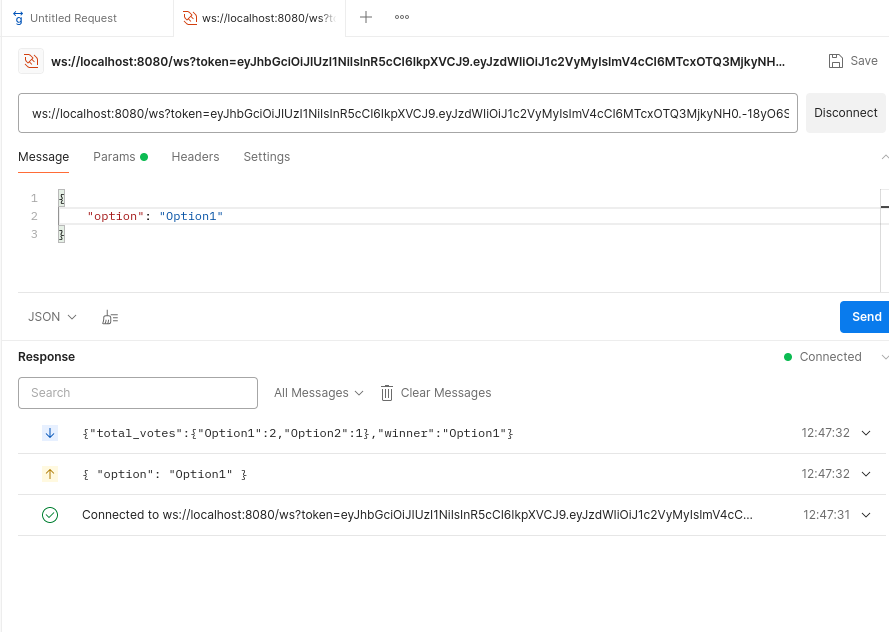 Untitled Request
ws://localhost:8080/ws?t
ws://localhost:8080/ws?token=eyJhbGciOiJIUzI1NiIsInR5cCI6IkpXVCJ9.eyJzdWIiOiJ1c2VyMyIsImV4cCI6MTcxOTQ3MjkyNH...
Save
ws://localhost:8080/ws?token=eyJhbGciOiJIUzI1NiIsInR5cCI6IkpXVCJ9.eyJzdWIiOiJ1c2VyMyIsImV4cCI6MTcxOTQ3MjkyNH0.-18yO6S
Disconnect
Message Params Headers Settings
1 {
2 "option": "Option1"
3 }
JSON
Send
Response
Connected
Search
All Messages
Clear Messages
{"total_votes":{"Option1":2,"Option2":1},"winner":"Option1"} 12:47:32
{ "option": "Option1" } 12:47:32
Connected to ws://localhost:8080/ws?token=eyJhbGciOiJIUzI1NiIsInR5cCI6IkpXVCJ9.eyJzdWIiOiJ1c2VyMyIsImV4cC... 12:47:31